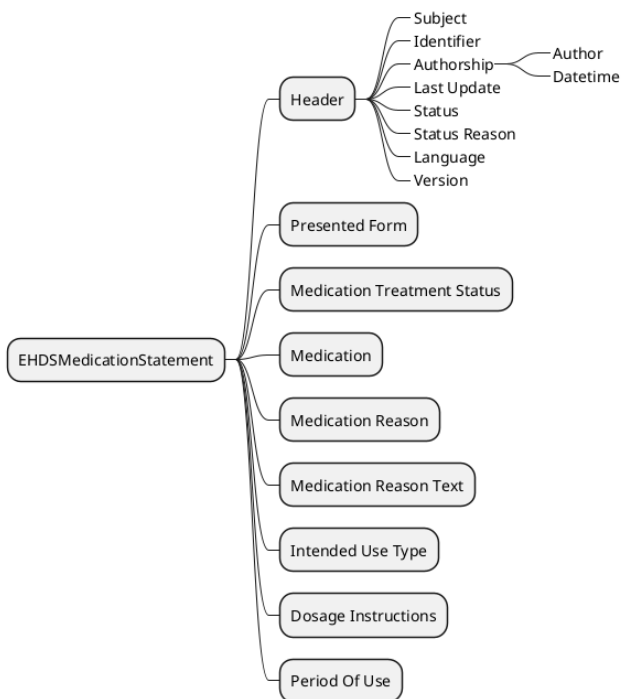 EHDSMedicationStatement
Header
Subject
Identifier
Authorship
Author
Datetime
Last Update
Status
Status Reason
Language
Version
Presented Form
Medication Treatment Status
Medication
Medication Reason
Medication Reason Text
Intended Use Type
Dosage Instructions
Period Of Use